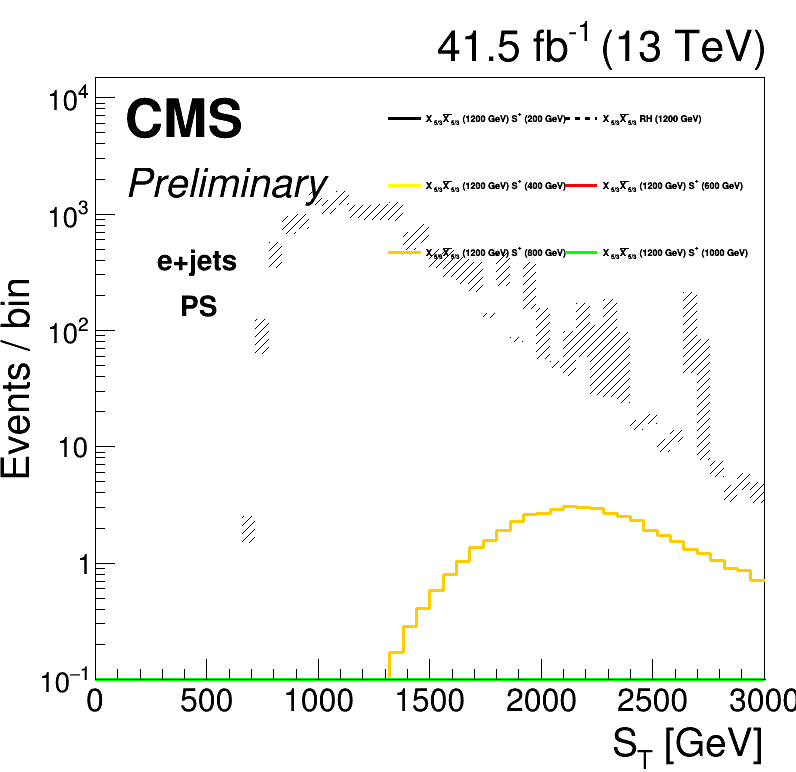 41.5 fb⁻¹ (13 TeV)
CMS
Preliminary
e+jets
PS
X₅/₃X̅₅/₃ (1200 GeV) S⁺ (200 GeV)
X₅/₃X̅₅/₃ RH (1200 GeV)
X₅/₃X̅₅/₃ (1200 GeV) S⁺ (400 GeV)
X₅/₃X̅₅/₃ (1200 GeV) S⁺ (600 GeV)
X₅/₃X̅₅/₃ (1200 GeV) S⁺ (800 GeV)
X₅/₃X̅₅/₃ (1200 GeV) S⁺ (1000 GeV)
Events / bin
10⁴
10³
10²
10
1
10⁻¹
0 500 1000 1500 2000 2500 3000
S_T [GeV]